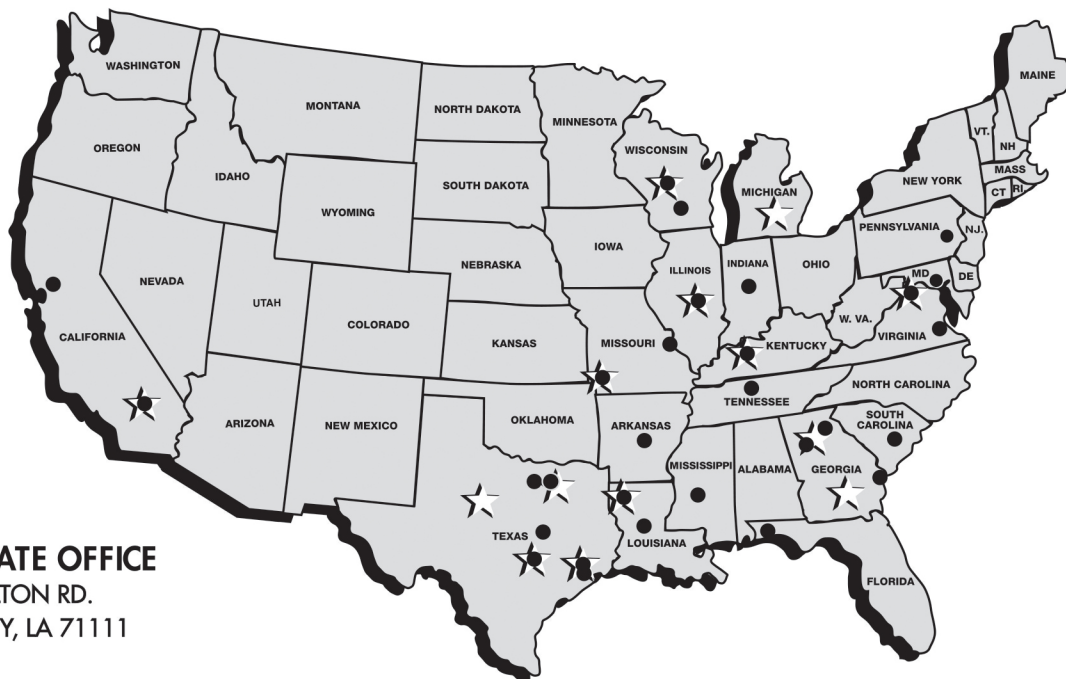 WASHINGTON
MONTANA
NORTH DAKOTA
MINNESOTA
MAINE
OREGON
IDAHO
SOUTH DAKOTA
WISCONSIN
MICHIGAN
VT.
NH
NEW YORK
MASS
CT
RI
WYOMING
NEBRASKA
IOWA
PENNSYLVANIA
NJ.
NEVADA
UTAH
ILLINOIS
INDIANA
OHIO
MD
DE
CALIFORNIA
COLORADO
KANSAS
MISSOURI
KENTUCKY
W. VA.
VIRGINIA
ARIZONA
NEW MEXICO
OKLAHOMA
ARKANSAS
TENNESSEE
NORTH CAROLINA
SOUTH
CAROLINA
MISSISSIPPI
ALABAMA
GEORGIA
TEXAS
LOUISIANA
FLORIDA
ATE OFFICE
TON RD.
Y, LA 71111